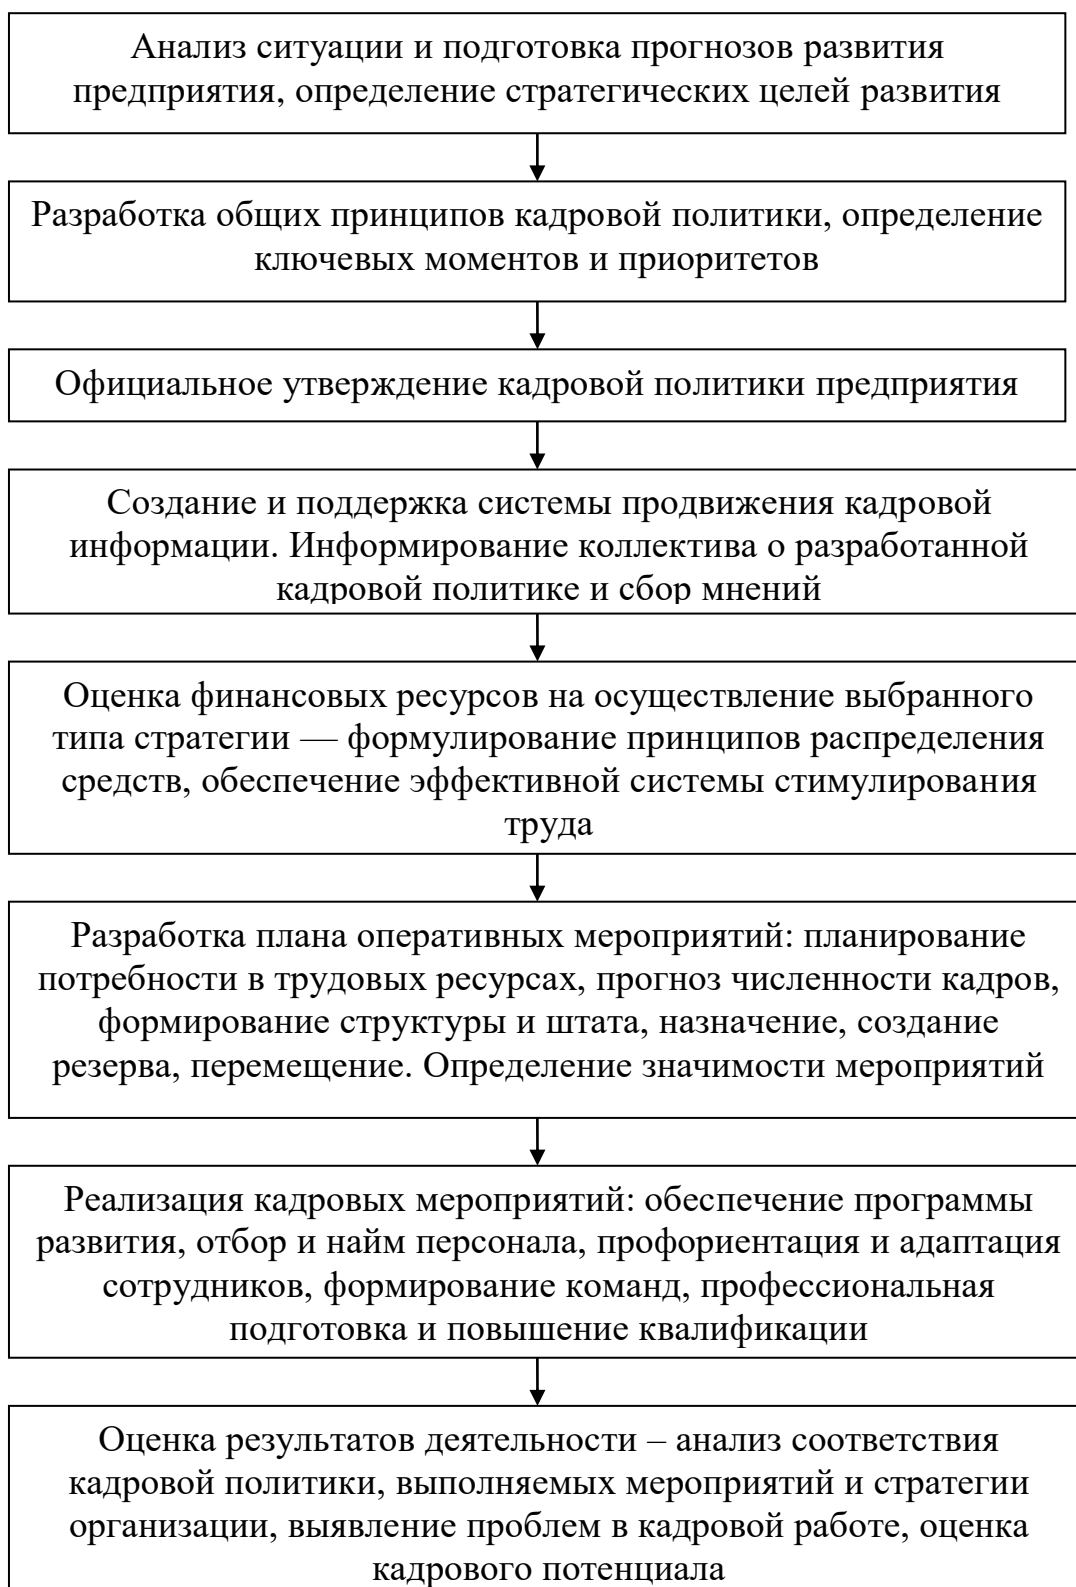 Анализ ситуации и подготовка прогнозов развития
предприятия, определение стратегических целей развития
Разработка общих принципов кадровой политики, определение
ключевых моментов и приоритетов
Официальное утверждение кадровой политики предприятия
Создание и поддержка системы продвижения кадровой
информации. Информирование коллектива о разработанной
кадровой политике и сбор мнений
Оценка финансовых ресурсов на осуществление выбранного
типа стратегии — формулирование принципов распределения
средств, обеспечение эффективной системы стимулирования
труда
Разработка плана оперативных мероприятий: планирование
потребности в трудовых ресурсах, прогноз численности кадров,
формирование структуры и штата, назначение, создание
резерва, перемещение. Определение значимости мероприятий
Реализация кадровых мероприятий: обеспечение программы
развития, отбор и найм персонала, профориентация и адаптация
сотрудников, формирование команд, профессиональная
подготовка и повышение квалификации
Оценка результатов деятельности – анализ соответствия
кадровой политики, выполняемых мероприятий и стратегии
организации, выявление проблем в кадровой работе, оценка
кадрового потенциала